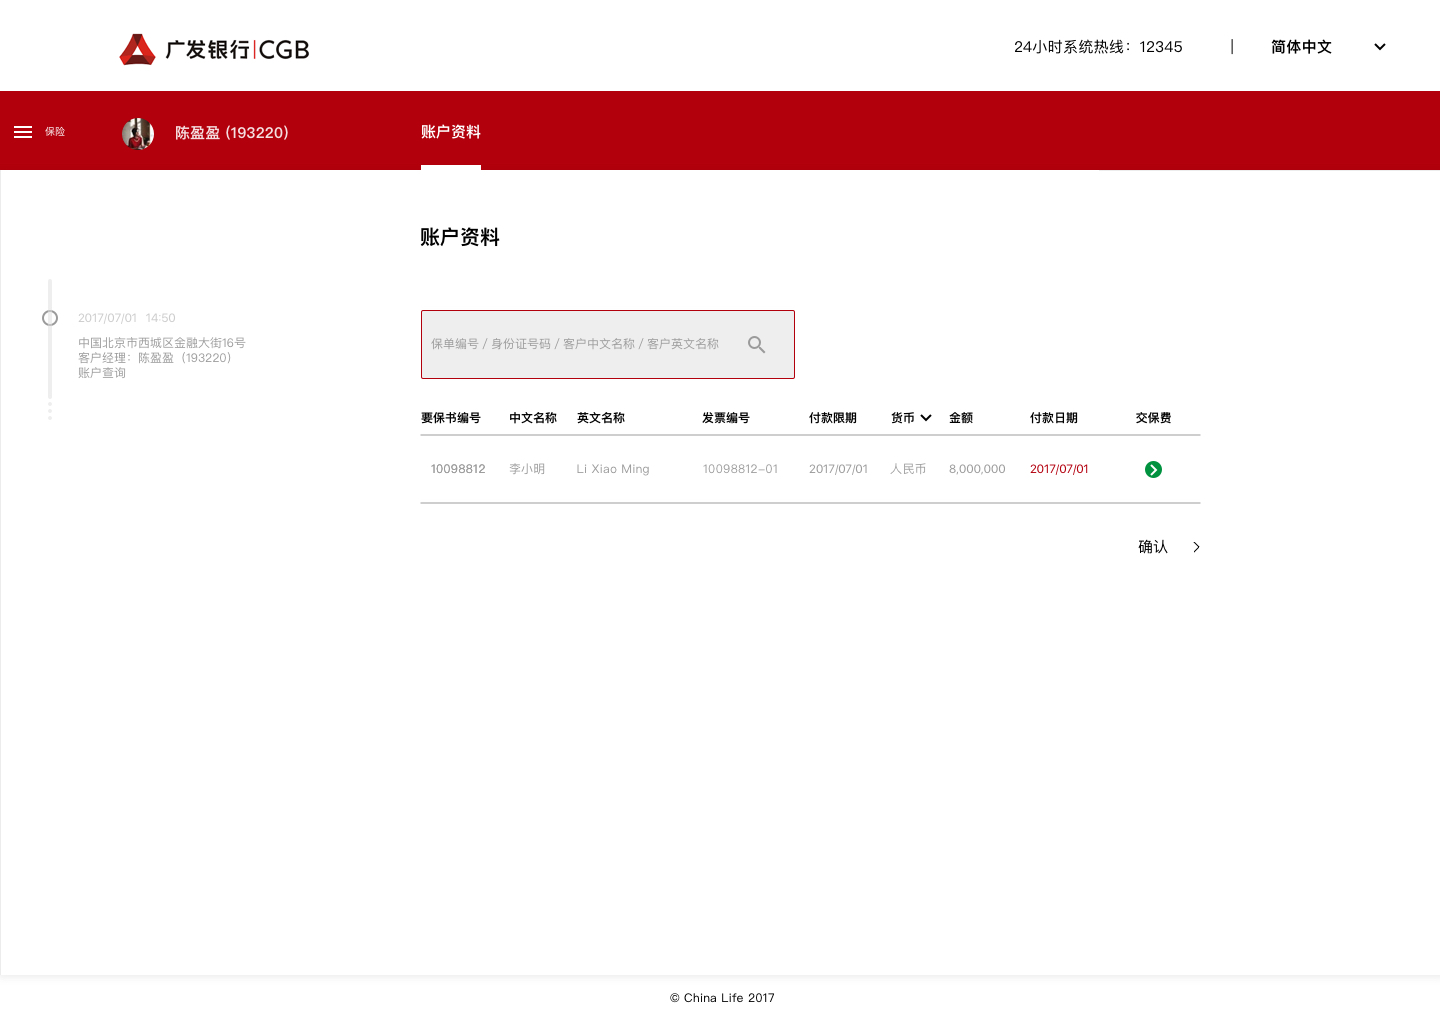 广发银行|CGB
24小时系统热线：12345 | 简体中文
保险 陈盈盈 (193220) 账户资料
账户资料
2017/07/01 14:50
中国北京市西城区金融大街16号
客户经理：陈盈盈（193220）
账户查询
保单编号 / 身份证号码 / 客户中文名称 / 客户英文名称
要保书编号 中文名称 英文名称 发票编号 付款限期 货币 金额 付款日期 交保费
10098812 李小明 Li Xiao Ming 10098812-01 2017/07/01 人民币 8,000,000 2017/07/01
确认
© China Life 2017